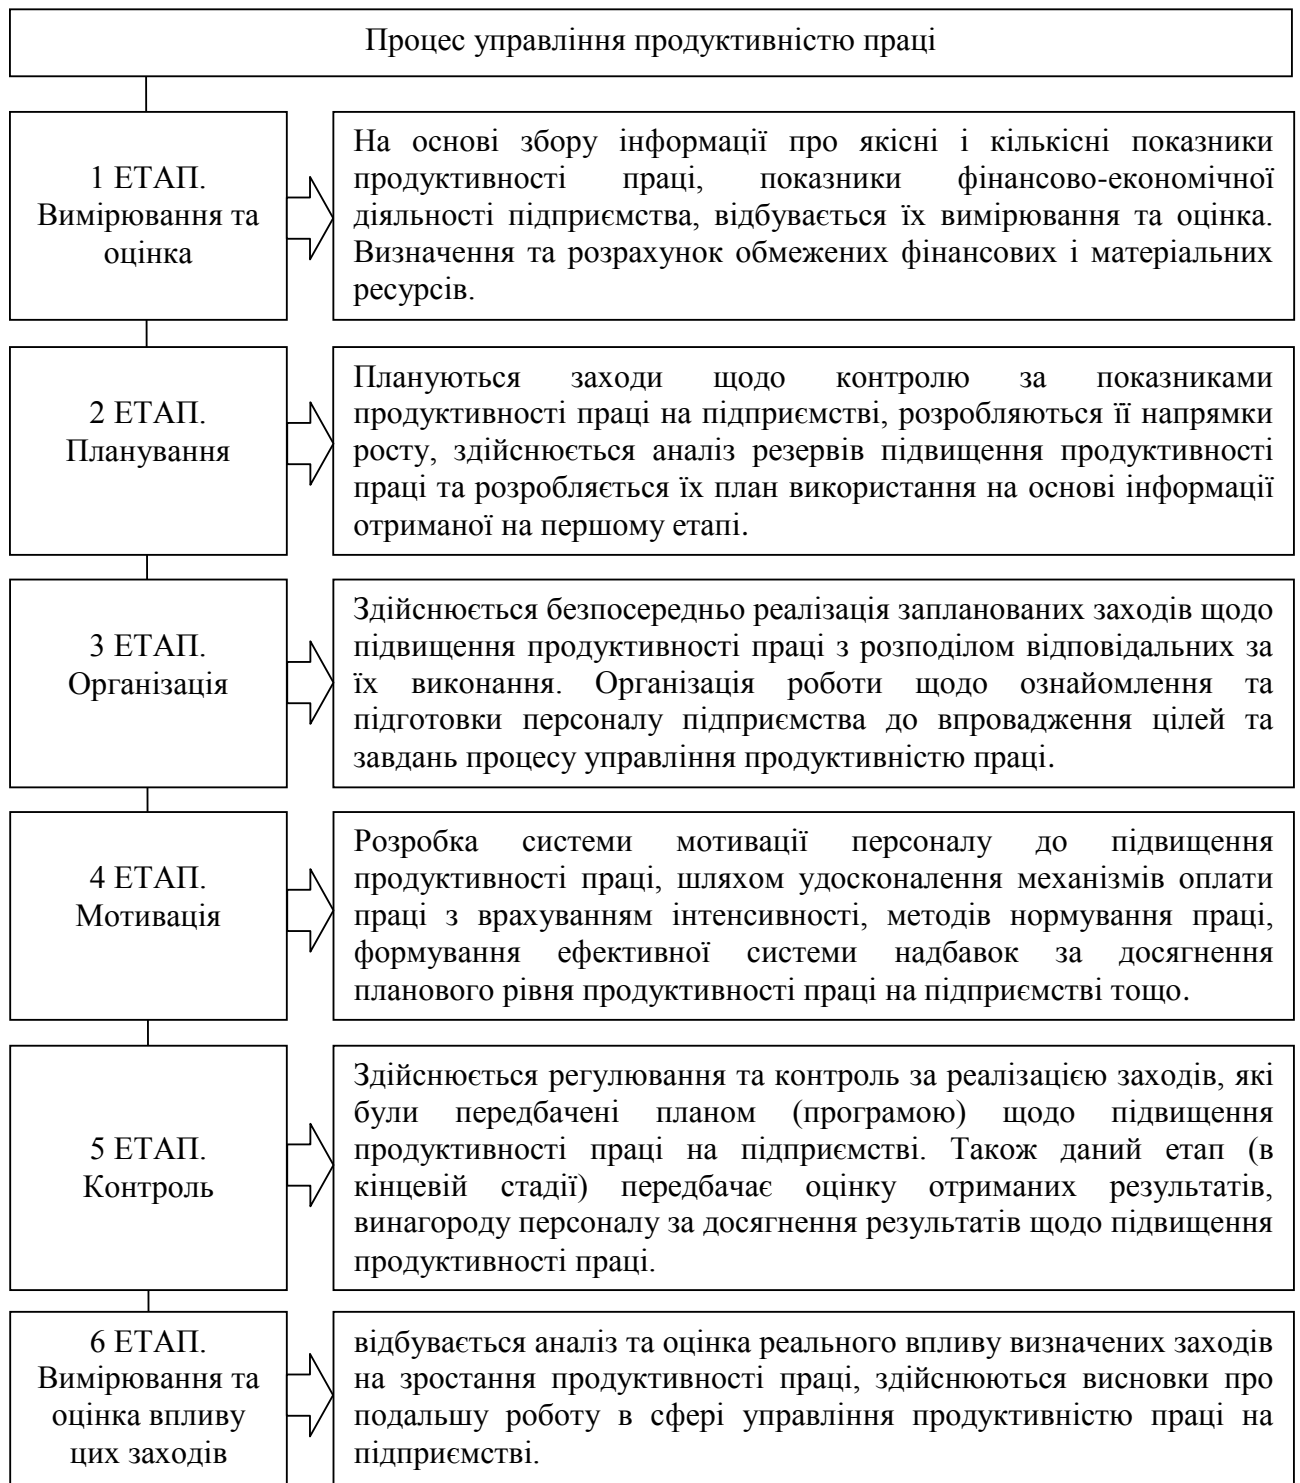 Процес управління продуктивністю праці
1 ЕТАП.
Вимірювання та
оцінка
На основі збору інформації про якісні і кількісні показники
продуктивності праці, показники фінансово-економічної
діяльності підприємства, відбувається їх вимірювання та оцінка.
Визначення та розрахунок обмежених фінансових і матеріальних
ресурсів.
2 ЕТАП.
Планування
Плануються заходи щодо контролю за показниками
продуктивності праці на підприємстві, розробляються її напрямки
росту, здійснюється аналіз резервів підвищення продуктивності
праці та розробляється їх план використання на основі інформації
отриманої на першому етапі.
3 ЕТАП.
Організація
Здійснюється безпосередньо реалізація запланованих заходів щодо
підвищення продуктивності праці з розподілом відповідальних за
їх виконання. Організація роботи щодо ознайомлення та
підготовки персоналу підприємства до впровадження цілей та
завдань процесу управління продуктивністю праці.
4 ЕТАП.
Мотивація
Розробка системи мотивації персоналу до підвищення
продуктивності праці, шляхом удосконалення механізмів оплати
праці з врахуванням інтенсивності, методів нормування праці,
формування ефективної системи надбавок за досягнення
планового рівня продуктивності праці на підприємстві тощо.
5 ЕТАП.
Контроль
Здійснюється регулювання та контроль за реалізацією заходів, які
були передбачені планом (програмою) щодо підвищення
продуктивності праці на підприємстві. Також даний етап (в
кінцевій стадії) передбачає оцінку отриманих результатів,
винагороду персоналу за досягнення результатів щодо підвищення
продуктивності праці.
6 ЕТАП.
Вимірювання та
оцінка впливу
цих заходів
відбувається аналіз та оцінка реального впливу визначених заходів
на зростання продуктивності праці, здійснюються висновки про
подальшу роботу в сфері управління продуктивністю праці на
підприємстві.